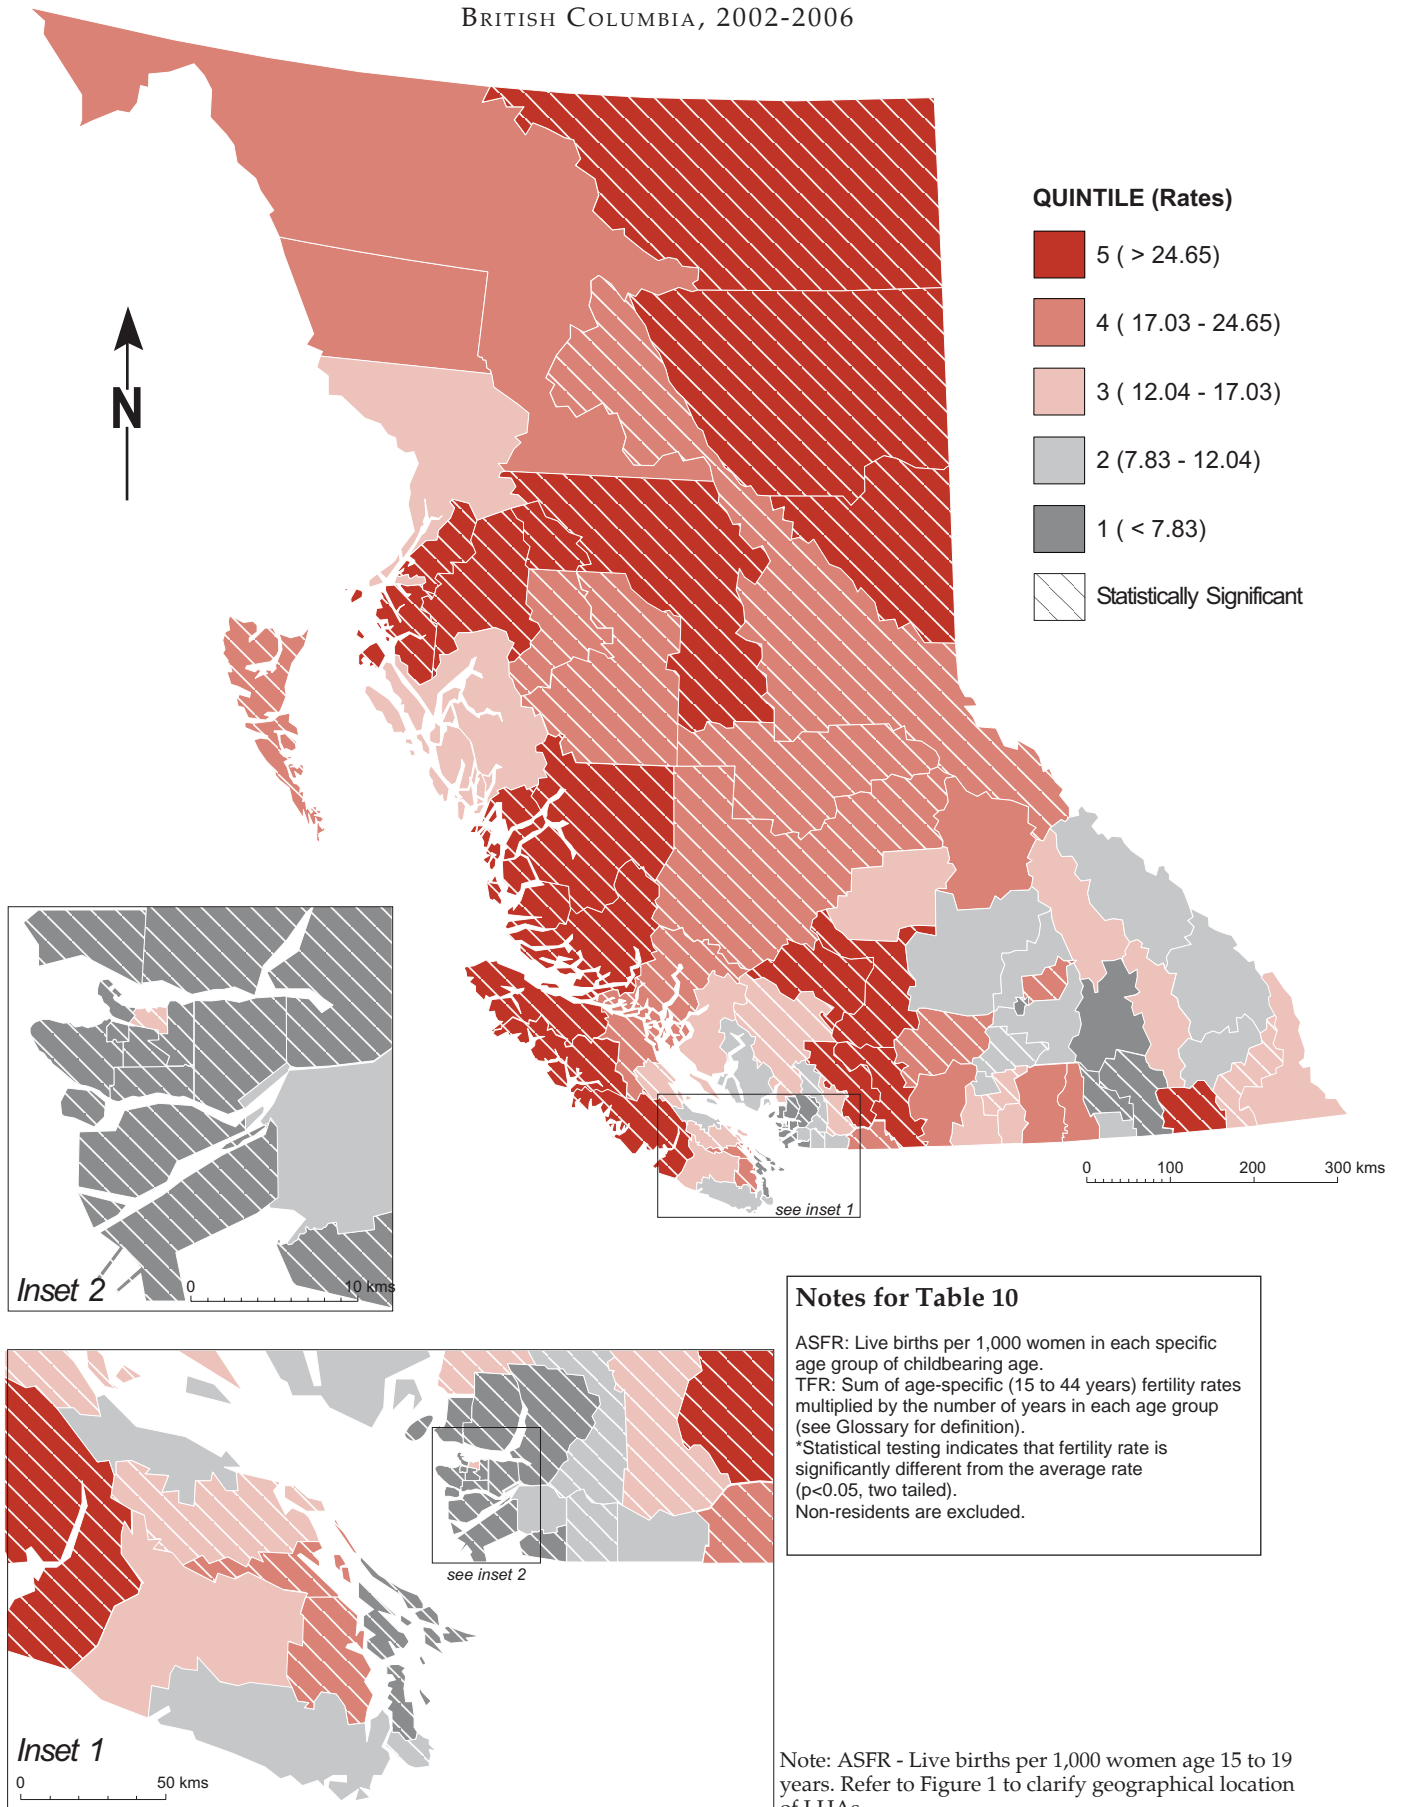 BRITISH COLUMBIA, 2002-2006
QUINTILE (Rates)
5 ( > 24.65)
4 ( 17.03 - 24.65)
3 ( 12.04 - 17.03)
2 (7.83 - 12.04)
1 ( < 7.83)
Statistically Significant
N
0 100 200 300 kms
see inset 1
Inset 2
0 10 kms
Notes for Table 10
ASFR: Live births per 1,000 women in each specific
age group of childbearing age.
TFR: Sum of age-specific (15 to 44 years) fertility rates
multiplied by the number of years in each age group
(see Glossary for definition).
*Statistical testing indicates that fertility rate is
significantly different from the average rate
(p<0.05, two tailed).
Non-residents are excluded.
see inset 2
Inset 1
0 50 kms
Note: ASFR - Live births per 1,000 women age 15 to 19
years. Refer to Figure 1 to clarify geographical location
of LHAs